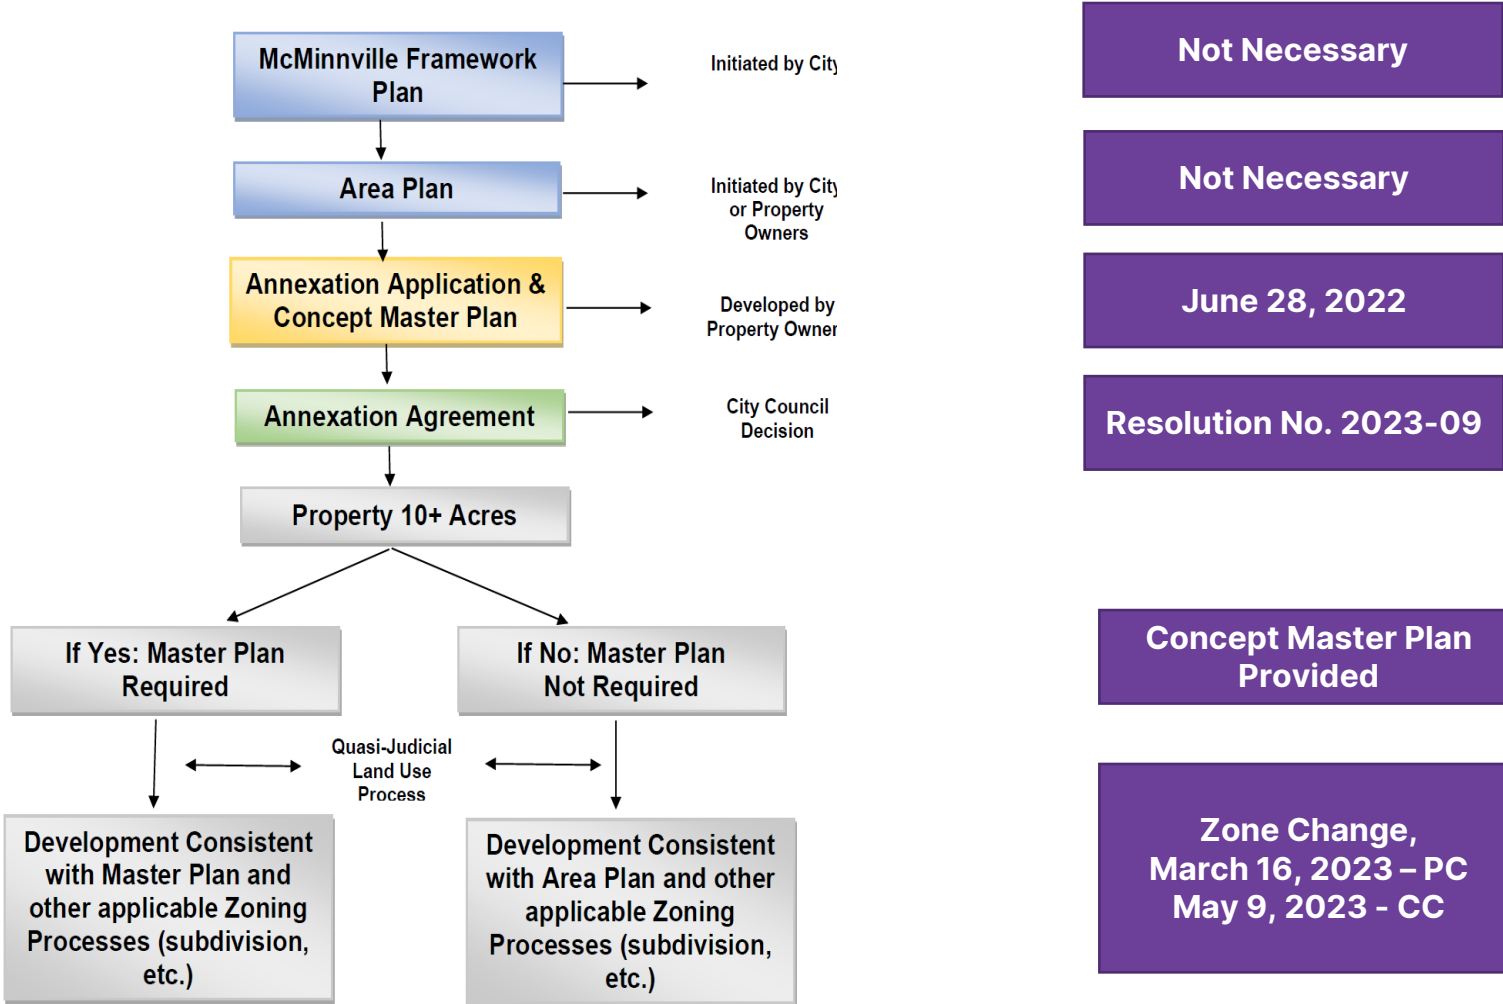 McMinnville Framework
Plan
Initiated by City
Not Necessary
Area Plan
Initiated by City
or Property
Owners
Not Necessary
Annexation Application &
Concept Master Plan
Developed by
Property Owner
June 28, 2022
Annexation Agreement
City Council
Decision
Resolution No. 2023-09
Property 10+ Acres
If Yes: Master Plan
Required
If No: Master Plan
Not Required
Concept Master Plan
Provided
Quasi-Judicial
Land Use
Process
Development Consistent
with Master Plan and
other applicable Zoning
Processes (subdivision,
etc.)
Development Consistent
with Area Plan and other
applicable Zoning
Processes (subdivision,
etc.)
Zone Change,
March 16, 2023 – PC
May 9, 2023 - CC